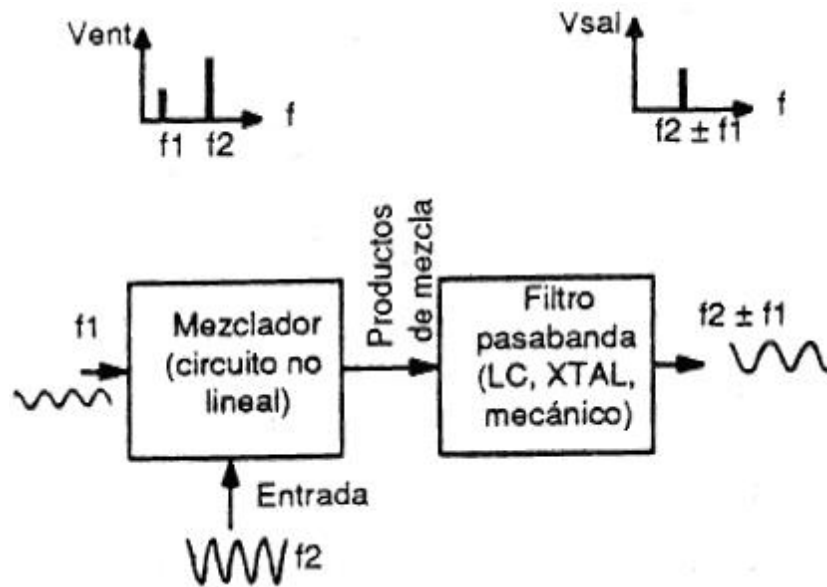 Vent
f
f1 f2
Vsal
f
f2 ± f1
f1
Mezclador
(circuito no
lineal)
Productos
de mezcla
Filtro
pasabanda
(LC, XTAL,
mecánico)
f2 ± f1
Entrada
f2